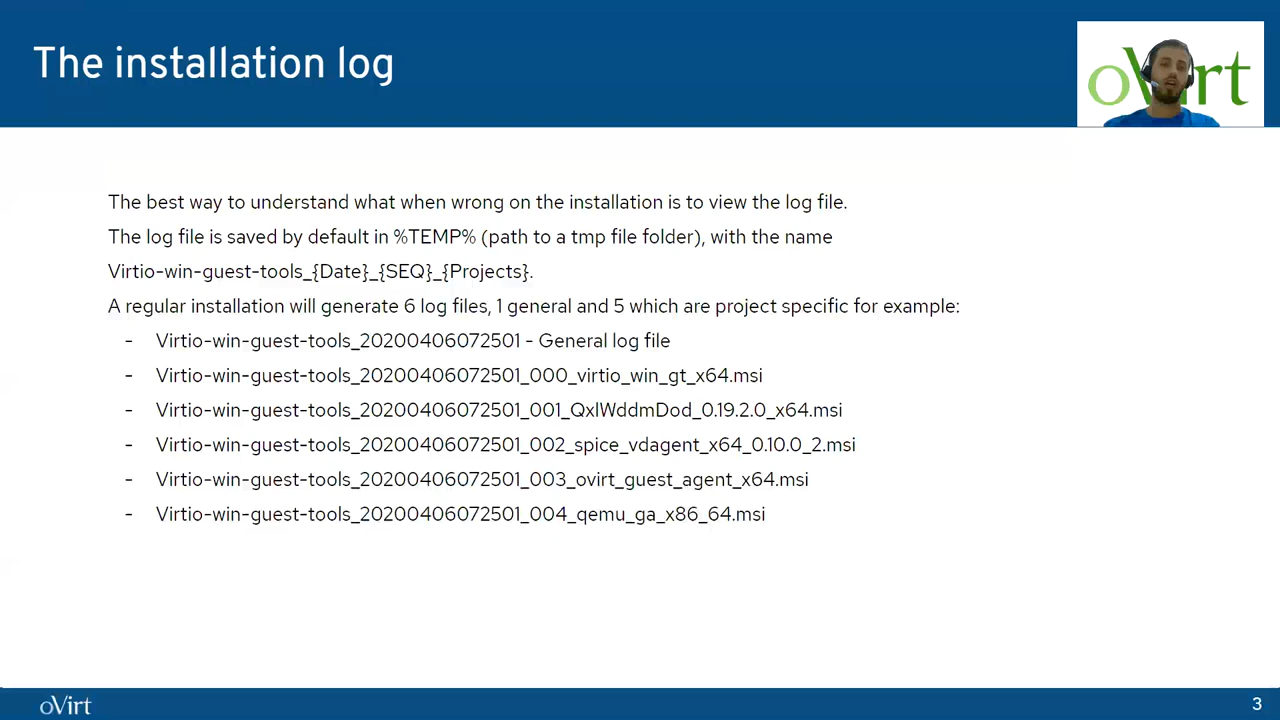 The installation log
oVirt
The best way to understand what when wrong on the installation is to view the log file.
The log file is saved by default in %TEMP% (path to a tmp file folder), with the name
Virtio-win-guest-tools_{Date}_{SEQ}_{Projects}.
A regular installation will generate 6 log files, 1 general and 5 which are project specific for example:
- Virtio-win-guest-tools_20200406072501 - General log file
- Virtio-win-guest-tools_20200406072501_000_virtio_win_gt_x64.msi
- Virtio-win-guest-tools_20200406072501_001_QxlWddmDod_0.19.2.0_x64.msi
- Virtio-win-guest-tools_20200406072501_002_spice_vdagent_x64_0.10.0_2.msi
- Virtio-win-guest-tools_20200406072501_003_ovirt_guest_agent_x64.msi
- Virtio-win-guest-tools_20200406072501_004_qemu_ga_x86_64.msi
oVirt
3